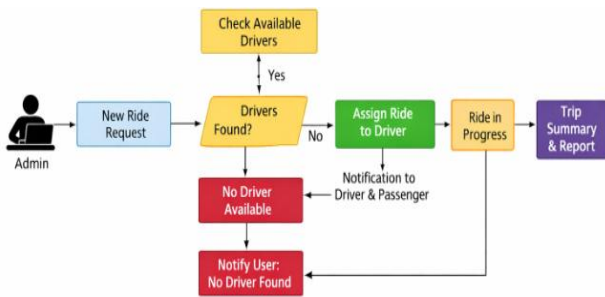 Check Available
Drivers
Yes
Admin
New Ride
Request
Drivers
Found?
No
Assign Ride
to Driver
Ride in
Progress
Trip
Summary
& Report
Notification to
Driver & Passenger
No Driver
Available
Notify User:
No Driver Found